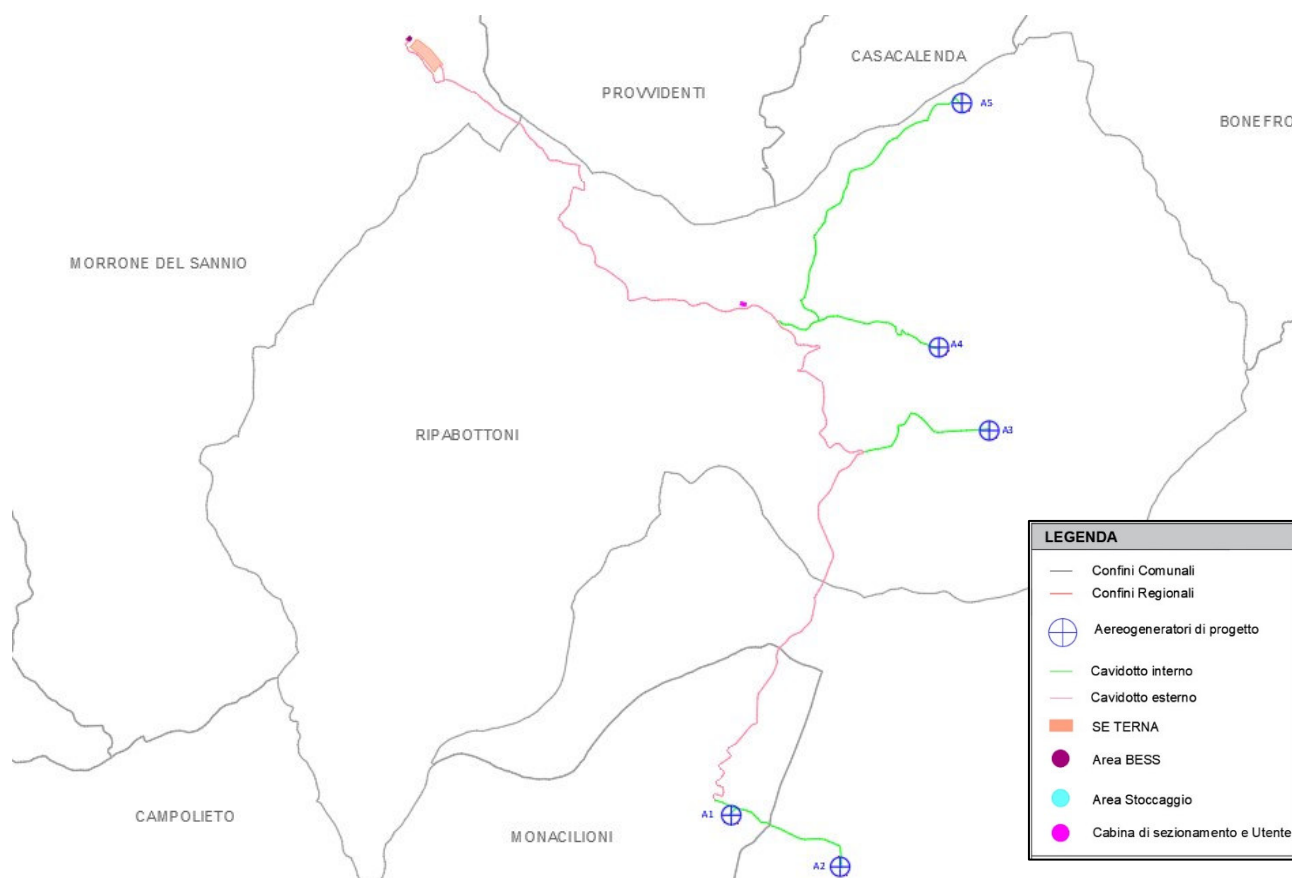 CASACALENDA
PROVVIDENTI
A5
BONEFRO
MORRONE DEL SANNIO
A4
RIPABOTTONI
A3
LEGENDA
Confini Comunali
Confini Regionali
Aereogeneratori di progetto
Cavidotto interno
Cavidotto esterno
SE TERNA
Area BESS
Area Stoccaggio
Cabina di sezionamento e Utente
CAMPOLIETO
A1
MONACILIONI
A2